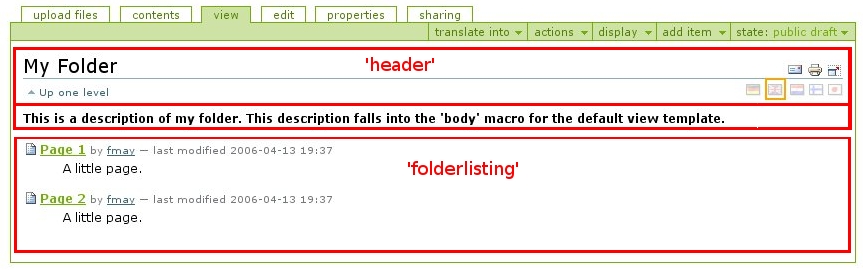 upload files contents view edit properties sharing
translate into actions display add item state: public draft
My Folder 'header'
Up one level
This is a description of my folder. This description falls into the 'body' macro for the default view template.
Page 1 by fmay — last modified 2006-04-13 19:37
A little page.
'folderlisting'
Page 2 by fmay — last modified 2006-04-13 19:37
A little page.